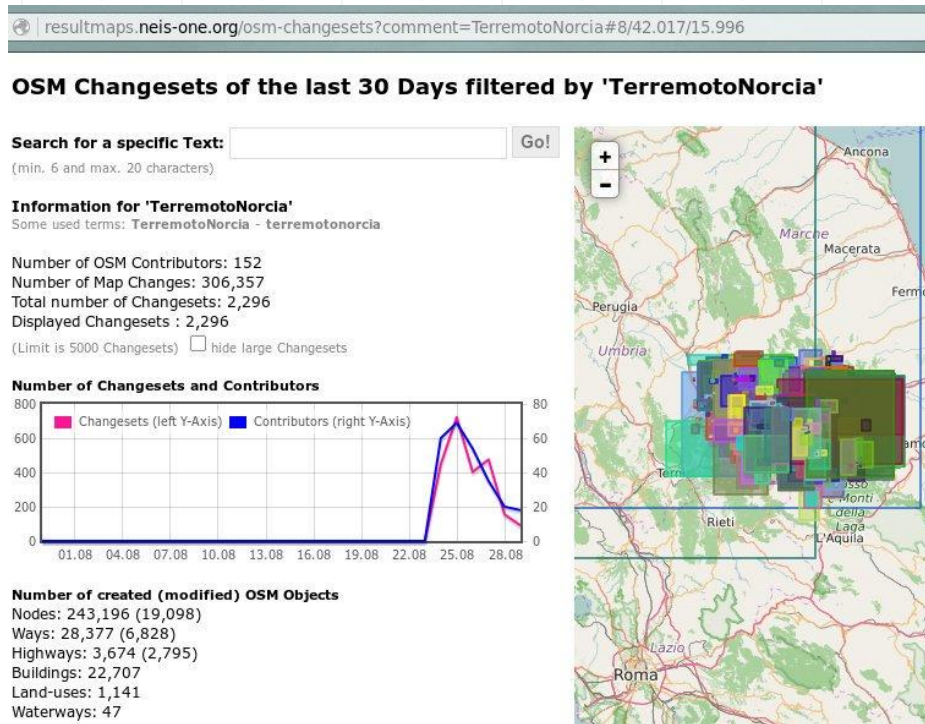 resultmaps.neis-one.org/osm-changesets?comment=TerremotoNorcia#8/42.017/15.996
OSM Changesets of the last 30 Days filtered by 'TerremotoNorcia'
Search for a specific Text:
Go!
(min. 6 and max. 20 characters)
Information for 'TerremotoNorcia'
Some used terms: TerremotoNorcia - terremotonorcia
Number of OSM Contributors: 152
Number of Map Changes: 306,357
Total number of Changesets: 2,296
Displayed Changesets : 2,296
(Limit is 5000 Changesets) hide large Changesets
Number of Changesets and Contributors
800 80
Changesets (left Y-Axis) Contributors (right Y-Axis)
600 60
400 40
200 20
0 0
01.08 04.08 07.08 10.08 13.08 16.08 19.08 22.08 25.08 28.08
Number of created (modified) OSM Objects
Nodes: 243,196 (19,098)
Ways: 28,377 (6,828)
Highways: 3,674 (2,795)
Buildings: 22,707
Land-uses: 1,141
Waterways: 47
+
-
Ancona
Marche
Macerata
Ferm
Perugia
Umbria
Tern
e Monti
della
Laga
Rieti
L'Aquila
Lazio
Roma